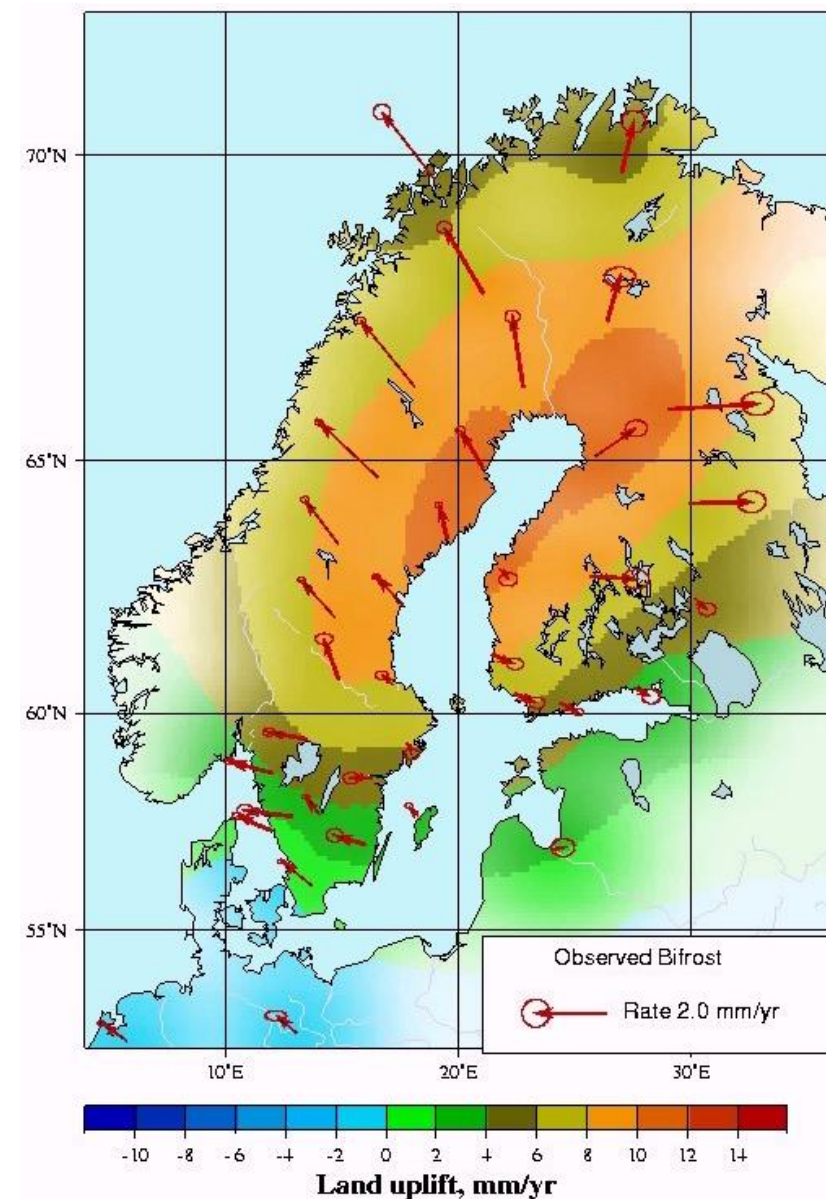 70°N
65°N
60°N
55°N
Observed Bifrost
Rate 2.0 mm/yr
10°E 20°E 30°E
-10 -8 -6 -4 -2 0 2 4 6 8 10 12 14
Land uplift, mm/yr